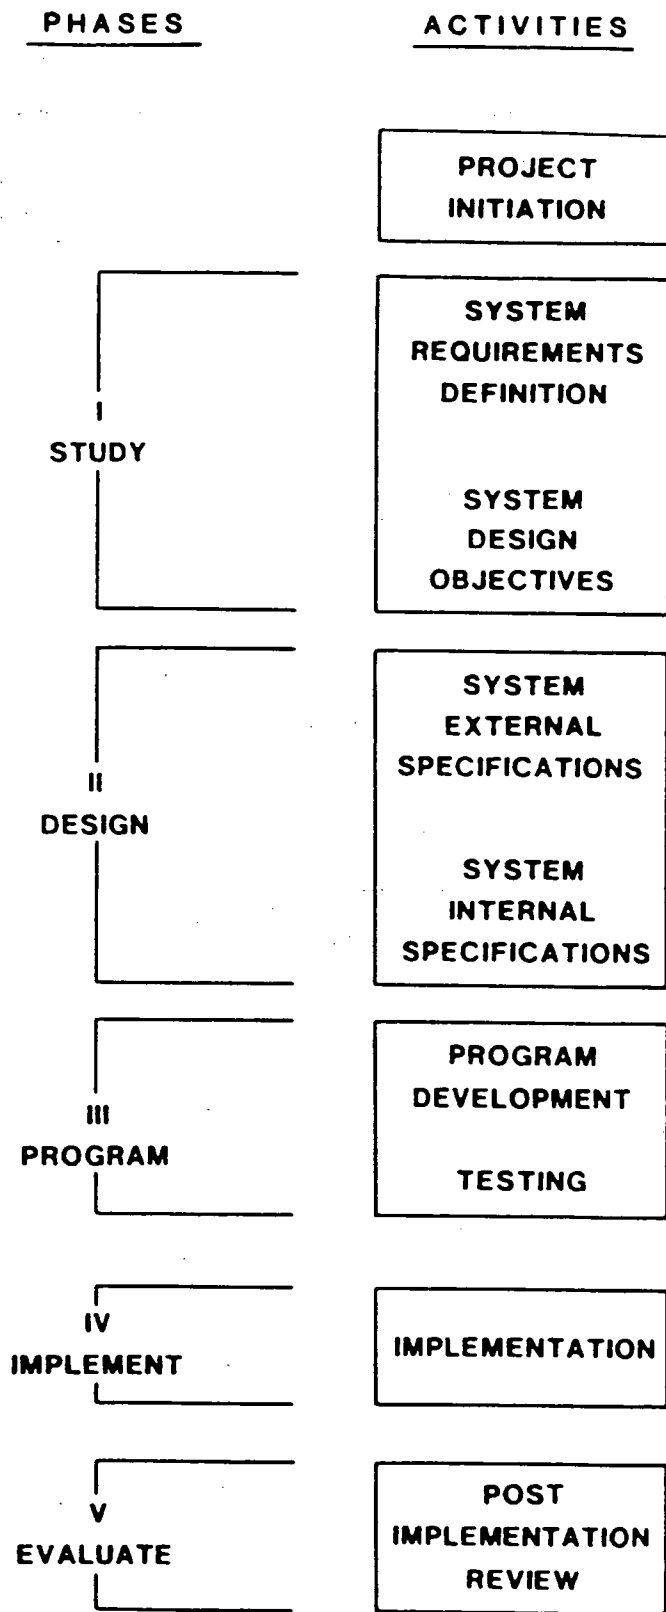 PHASES
ACTIVITIES
PROJECT
INITIATION
I
STUDY
SYSTEM
REQUIREMENTS
DEFINITION
SYSTEM
DESIGN
OBJECTIVES
II
DESIGN
SYSTEM
EXTERNAL
SPECIFICATIONS
SYSTEM
INTERNAL
SPECIFICATIONS
III
PROGRAM
PROGRAM
DEVELOPMENT
TESTING
IV
IMPLEMENT
IMPLEMENTATION
V
EVALUATE
POST
IMPLEMENTATION
REVIEW